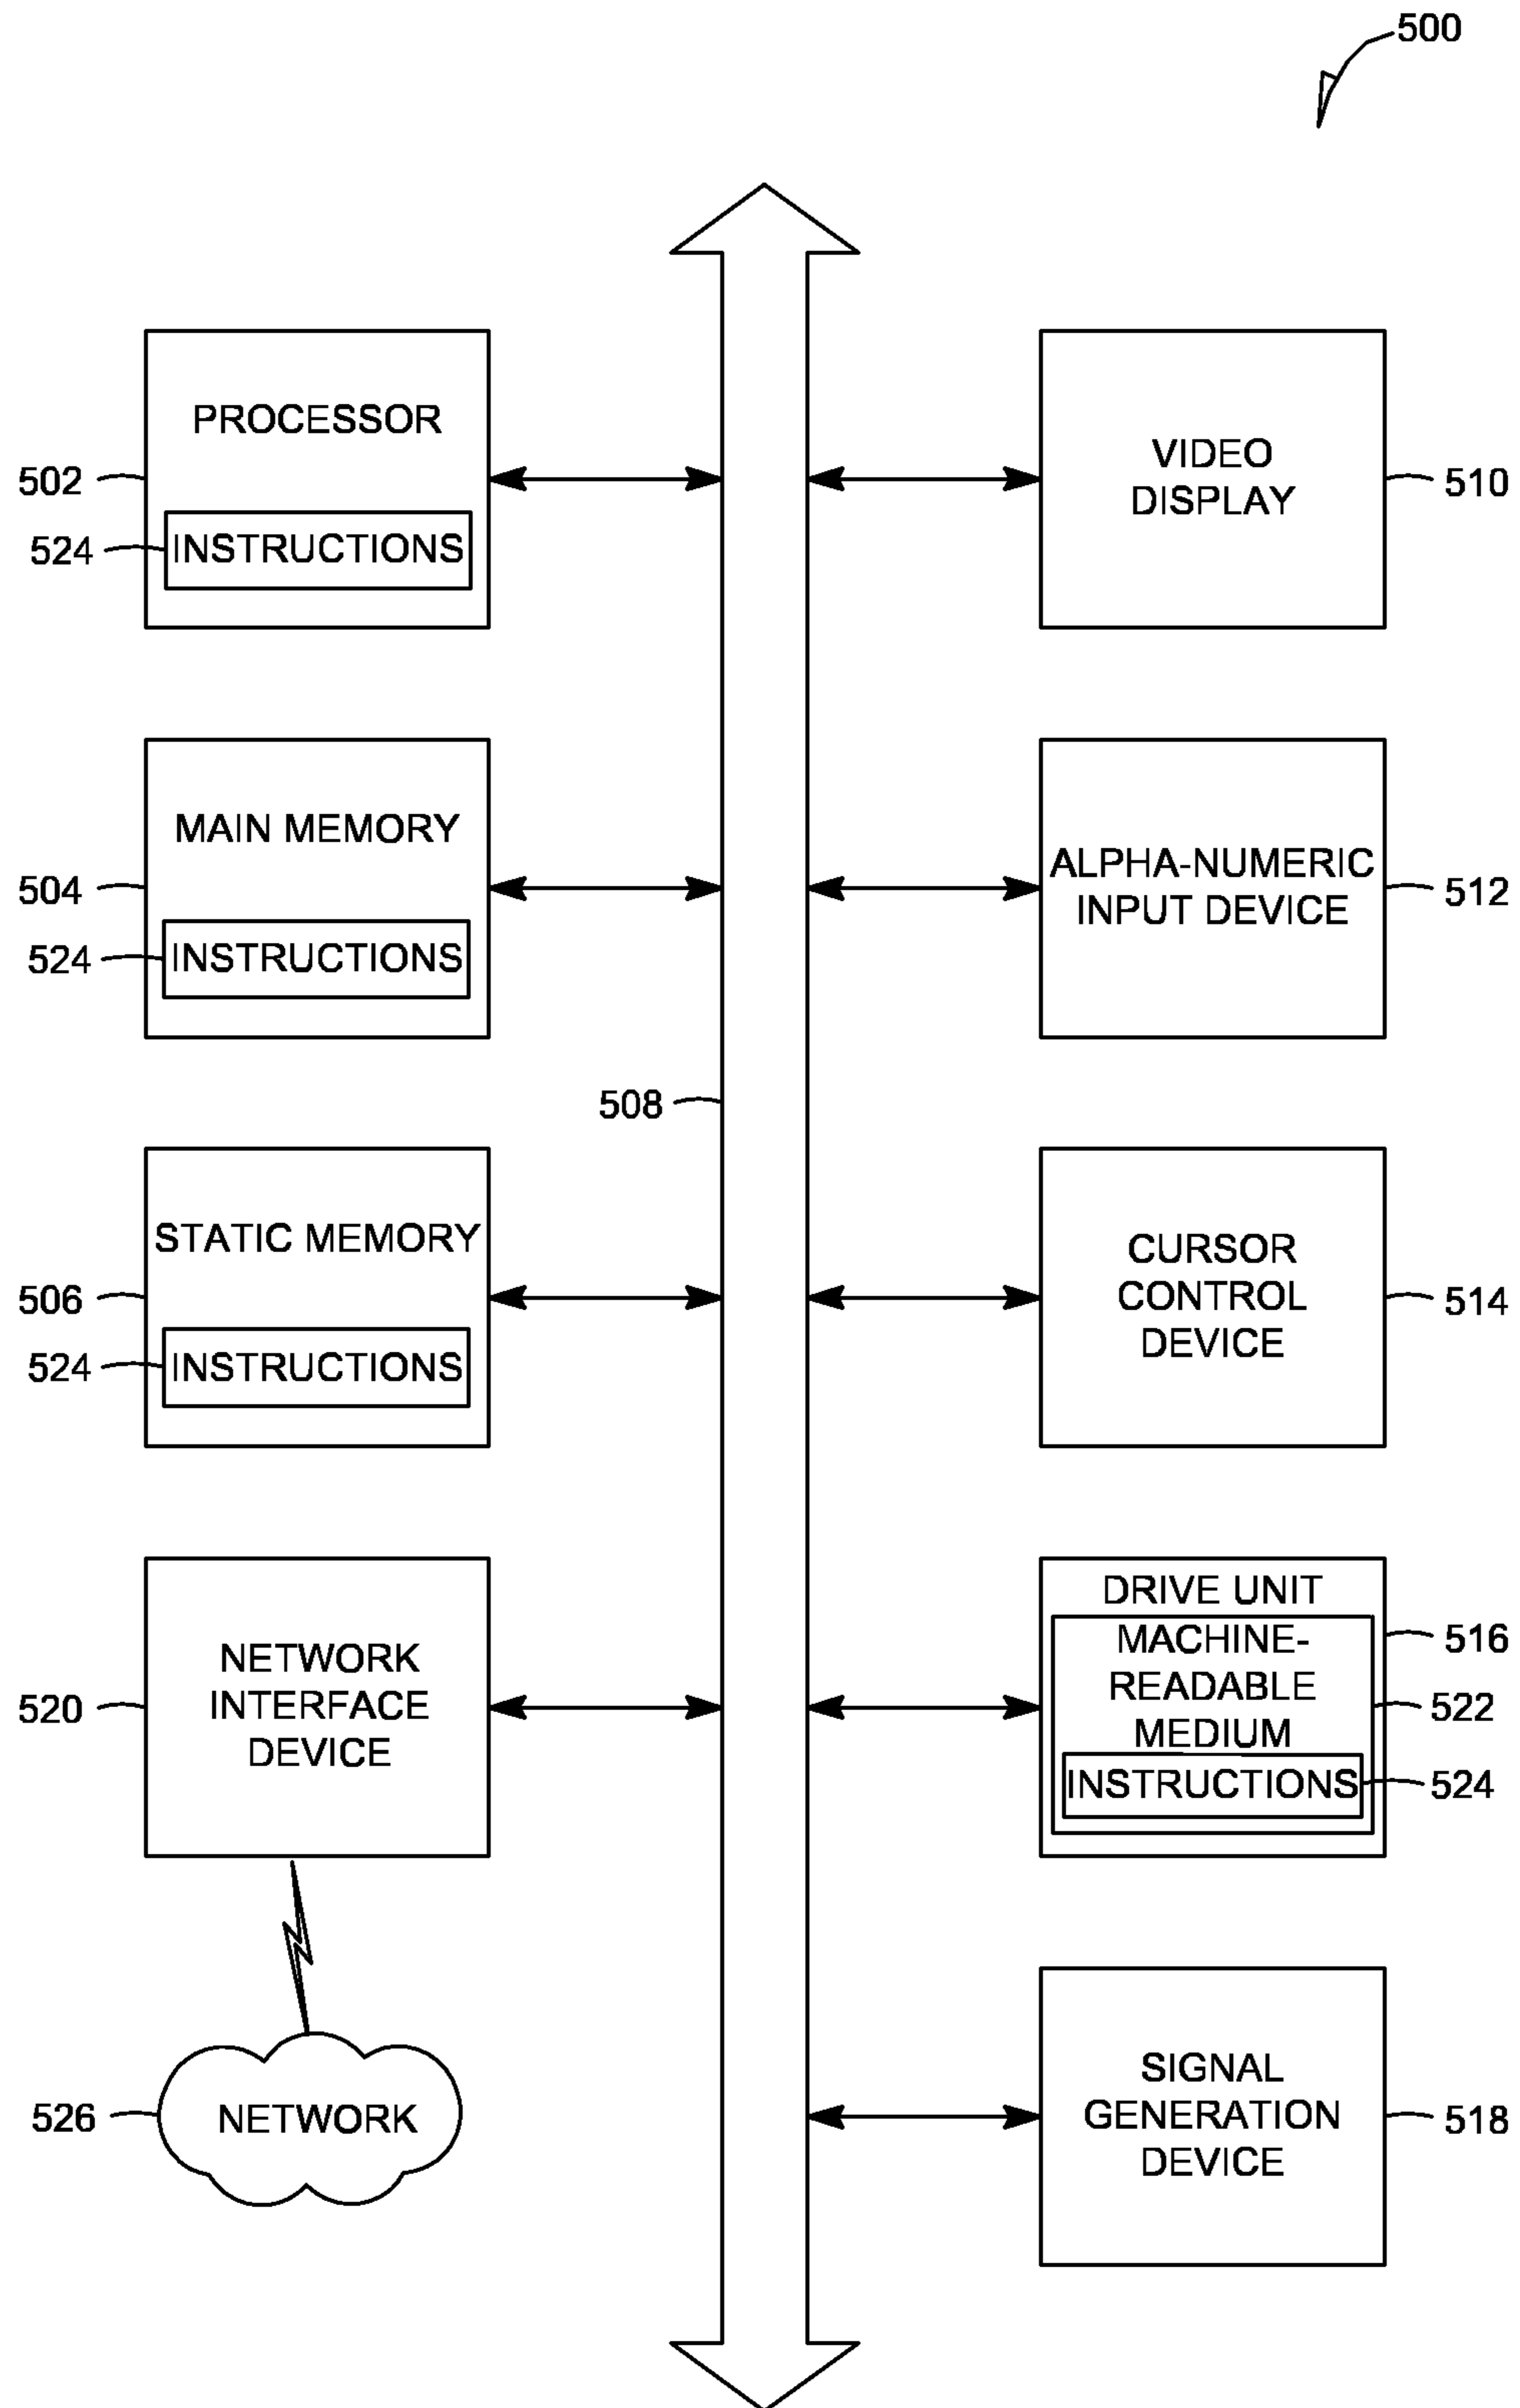 500
PROCESSOR
502
524
INSTRUCTIONS
VIDEO
DISPLAY
510
MAIN MEMORY
504
524
INSTRUCTIONS
ALPHA-NUMERIC
INPUT DEVICE
512
508
STATIC MEMORY
506
524
INSTRUCTIONS
CURSOR
CONTROL
DEVICE
514
NETWORK
INTERFACE
DEVICE
520
DRIVE UNIT
516
MACHINE-
READABLE
MEDIUM
522
INSTRUCTIONS
524
526
NETWORK
SIGNAL
GENERATION
DEVICE
518